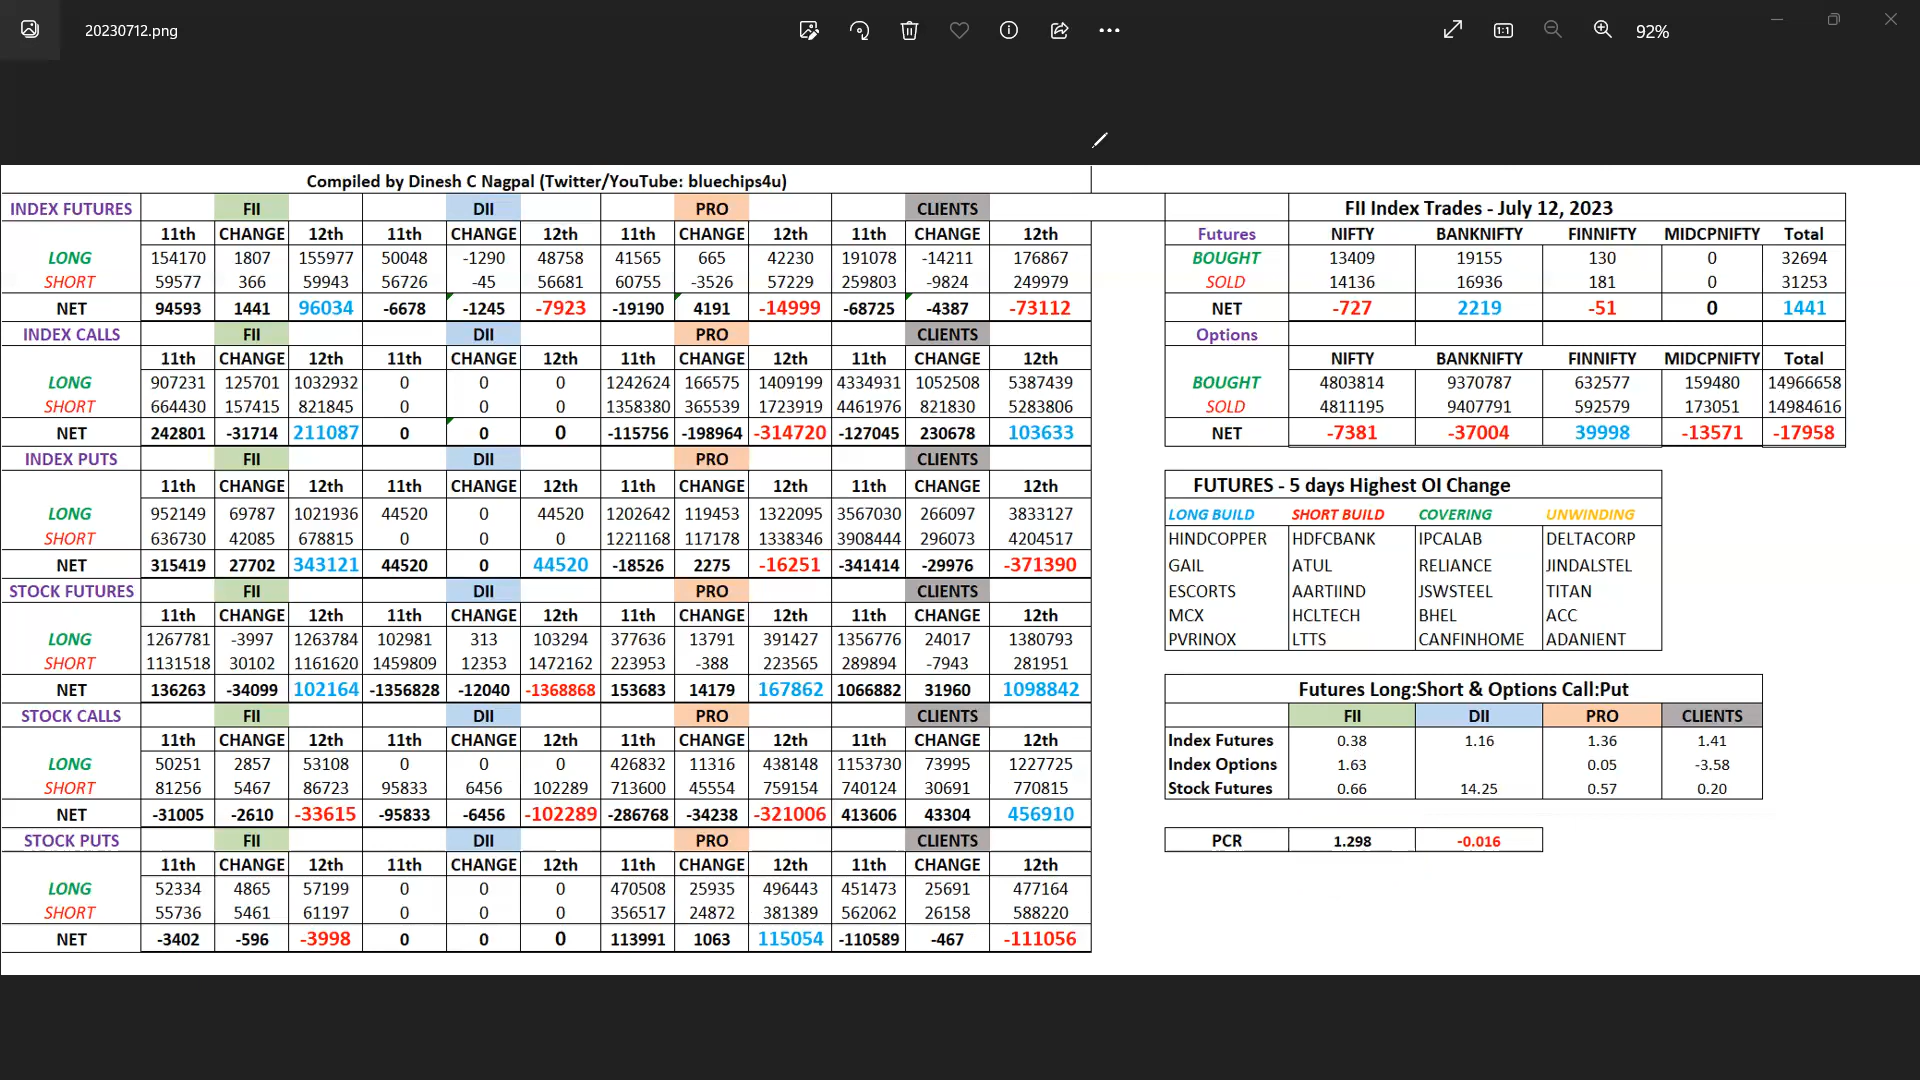 20230712.png
92%
Compiled by Dinesh C Nagpal (Twitter/YouTube: bluechips4u)
INDEX FUTURES FII DII PRO CLIENTS
11th CHANGE 12th 11th CHANGE 12th 11th CHANGE 12th 11th CHANGE 12th
LONG 154170 1807 155977 50048 -1290 48758 41565 665 42230 191078 -14211 176867
SHORT 59577 366 59943 56726 -45 56681 60755 -3526 57229 259803 -9824 249979
NET 94593 1441 96034 -6678 -1245 -7923 -19190 4191 -14999 -68725 -4387 -73112
INDEX CALLS FII DII PRO CLIENTS
11th CHANGE 12th 11th CHANGE 12th 11th CHANGE 12th 11th CHANGE 12th
LONG 907231 125701 1032932 0 0 0 1242624 166575 1409199 4334931 1052508 5387439
SHORT 664430 157415 821845 0 0 0 1358380 365539 1723919 4461976 821830 5283806
NET 242801 -31714 211087 0 0 0 -115756 -198964 -314720 -127045 230678 103633
INDEX PUTS FII DII PRO CLIENTS
11th CHANGE 12th 11th CHANGE 12th 11th CHANGE 12th 11th CHANGE 12th
LONG 952149 69787 1021936 44520 0 44520 1202642 119453 1322095 3567030 266097 3833127
SHORT 636730 42085 678815 0 0 0 1221168 117178 1338346 3908444 296073 4204517
NET 315419 27702 343121 44520 0 44520 -18526 2275 -16251 -341414 -29976 -371390
STOCK FUTURES FII DII PRO CLIENTS
11th CHANGE 12th 11th CHANGE 12th 11th CHANGE 12th 11th CHANGE 12th
LONG 1267781 -3997 1263784 102981 313 103294 377636 13791 391427 1356776 24017 1380793
SHORT 1131518 30102 1161620 1459809 12353 1472162 223953 -388 223565 289894 -7943 281951
NET 136263 -34099 102164 -1356828 -12040 -1368868 153683 14179 167862 1066882 31960 1098842
STOCK CALLS FII DII PRO CLIENTS
11th CHANGE 12th 11th CHANGE 12th 11th CHANGE 12th 11th CHANGE 12th
LONG 50251 2857 53108 0 0 0 426832 11316 438148 1153730 73995 1227725
SHORT 81256 5467 86723 95833 6456 102289 713600 45554 759154 740124 30691 770815
NET -31005 -2610 -33615 -95833 -6456 -102289 -286768 -34238 -321006 413606 43304 456910
STOCK PUTS FII DII PRO CLIENTS
11th CHANGE 12th 11th CHANGE 12th 11th CHANGE 12th 11th CHANGE 12th
LONG 52334 4865 57199 0 0 0 470508 25935 496443 451473 25691 477164
SHORT 55736 5461 61197 0 0 0 356517 24872 381389 562062 26158 588220
NET -3402 -596 -3998 0 0 0 113991 1063 115054 -110589 -467 -111056
FII Index Trades - July 12, 2023
Futures NIFTY BANKNIFTY FINNIFTY MIDCPNIFTY Total
BOUGHT 13409 19155 130 0 32694
SOLD 14136 16936 181 0 31253
NET -727 2219 -51 0 1441
Options
NIFTY BANKNIFTY FINNIFTY MIDCPNIFTY Total
BOUGHT 4803814 9370787 632577 159480 14966658
SOLD 4811195 9407791 592579 173051 14984616
NET -7381 -37004 39998 -13571 -17958
FUTURES - 5 days Highest OI Change
LONG BUILD SHORT BUILD COVERING UNWINDING
HINDCOPPER HDFCBANK IPCALAB DELTACORP
GAIL ATUL RELIANCE JINDALSTEL
ESCORTS AARTIIND JSWSTEEL TITAN
MCX HCLTECH BHEL ACC
PVRINOX LTTS CANFINHOME ADANIENT
Futures Long:Short & Options Call:Put
FII DII PRO CLIENTS
Index Futures 0.38 1.16 1.36 1.41
Index Options 1.63 0.05 -3.58
Stock Futures 0.66 14.25 0.57 0.20
PCR 1.298 -0.016